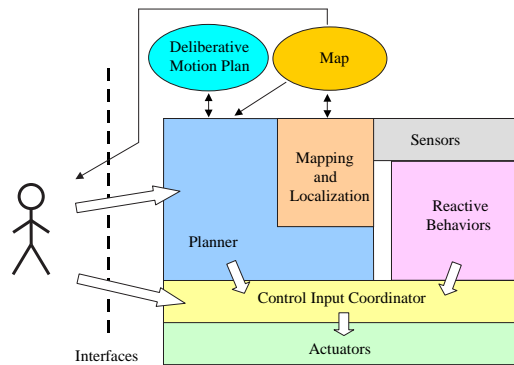 Deliberative
Motion Plan
Map
Sensors
Mapping
and
Localization
Reactive
Behaviors
Planner
Control Input Coordinator
Interfaces
Actuators